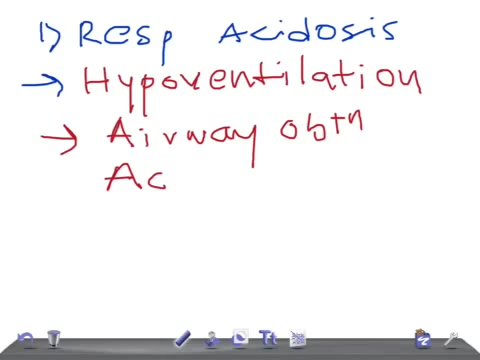 1) Resp Acidosis
→ Hypoventilation
→ Airway obtn
Ac